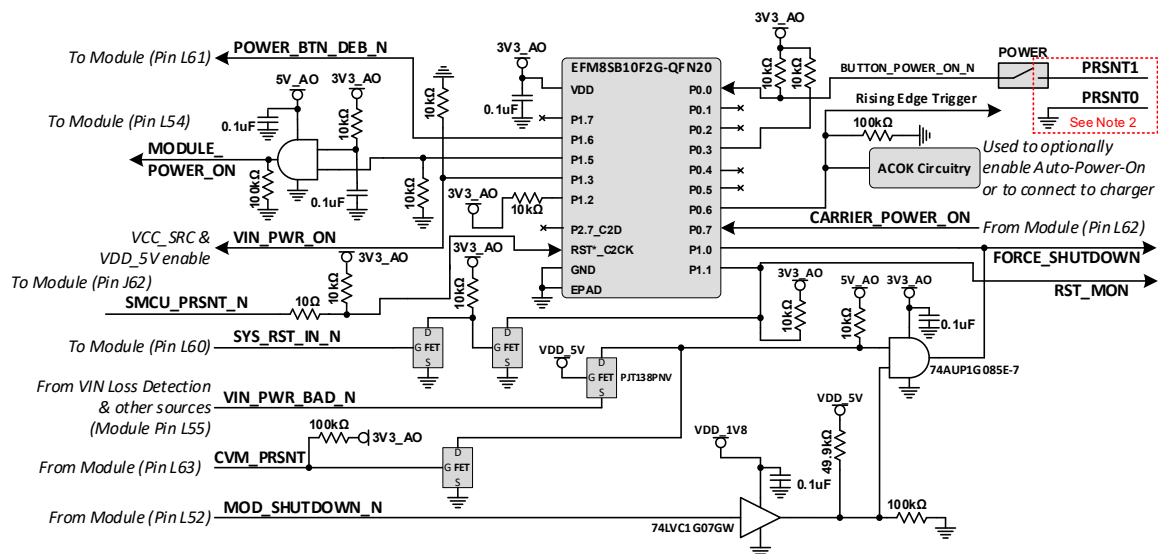 3V3_AO
EFM8SB10F2G-QFN20
To Module (Pin L61)
POWER_BTN_DEB_N
3V3_AO
0.1uF
VDD
P1.7
P1.6
P1.5
P1.3
P1.2
P2.7_C2D
RST*_C2CK
GND
EPAD
P0.0
P0.1
P0.2
P0.3
P0.4
P0.5
P0.6
P0.7
P1.0
P1.1
10kΩ
10kΩ
BUTTON_POWER_ON_N
POWER
PRSNT1
PRSNT0
See Note 2
Rising Edge Trigger
100kΩ
ACOK Circuitry
Used to optionally
enable Auto-Power-On
or to connect to charger
5V_AO
3V3_AO
0.1uF
10kΩ
10kΩ
To Module (Pin L54)
MODULE_
POWER_ON
100kΩ
0.1uF
10kΩ
3V3_AO
10kΩ
CARRIER_POWER_ON
From Module (Pin L62)
VCC_SRC &
VDD_5V enable
VIN_PWR_ON
3V3_AO
3V3_AO
FORCE_SHUTDOWN
RST_MON
To Module (Pin J62)
SMCU_PRSNT_N
10Ω
10kΩ
10kΩ
3V3_AO
10kΩ
5V_AO
10kΩ
3V3_AO
0.1uF
74AUP1G085E-7
To Module (Pin L60)
SYS_RST_IN_N
D
G FET
S
D
G FET
S
VDD_5V
D
G FET
S
PJT138PNV
From VIN Loss Detection
& other sources
(Module Pin L55)
VIN_PWR_BAD_N
100kΩ
3V3_AO
From Module (Pin L63)
CVM_PRSNT
D
G FET
S
VDD_1V8
0.1uF
VDD_5V
49.9kΩ
From Module (Pin L52)
MOD_SHUTDOWN_N
74LVC1G07GW
100kΩ